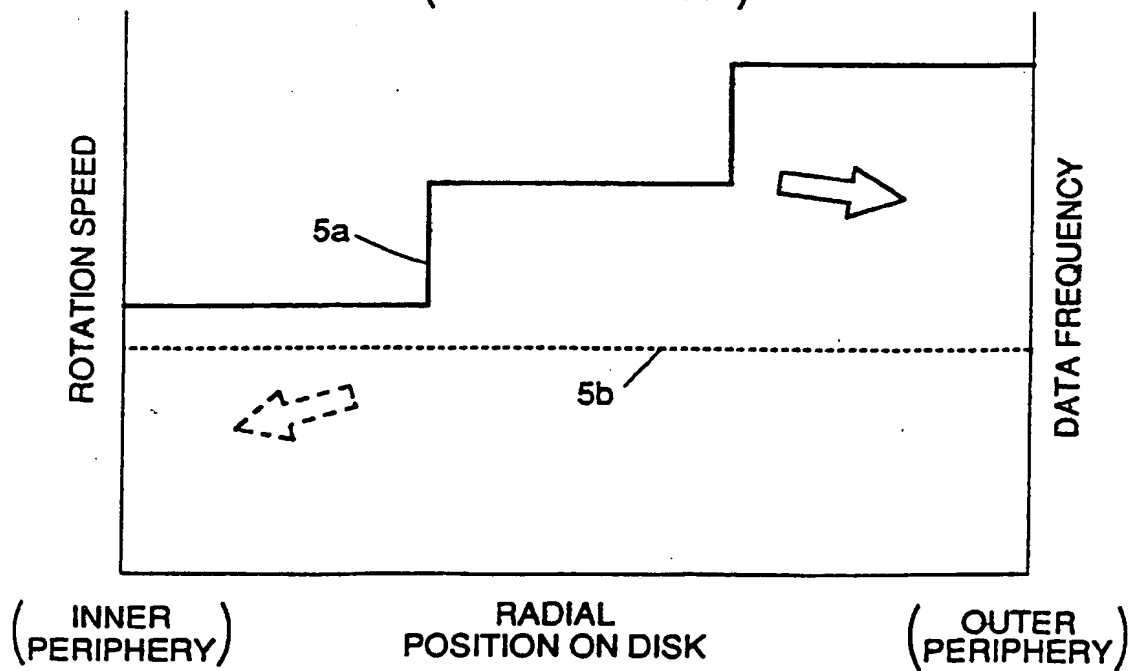 ROTATION SPEED
5a
5b
DATA FREQUENCY
(INNER PERIPHERY)
RADIAL
POSITION ON DISK
(OUTER PERIPHERY)